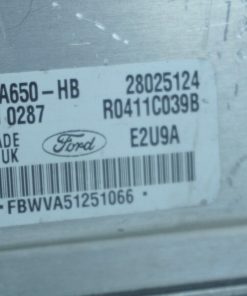 A650-HB 28025124
0287 R0411C039B
ADE Ford E2U9A
UK
-FBWVA51251066*